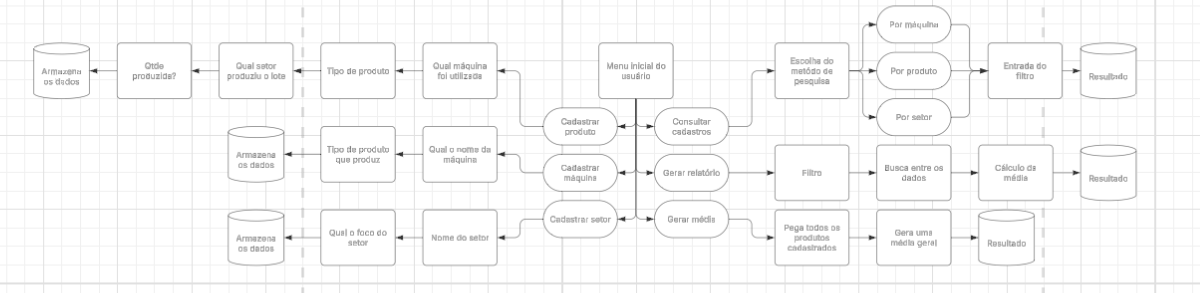 Por máquina
Armazena
os dados
Qtde
produzida?
Qual setor
produziu o lote
Tipo de produto
Qual máquina
foi utilizada
Menu inicial do
usuário
Escolha do
metódo de
pesquisa
Por produto
Entrada do
filtro
Resultado
Por setor
Cadastrar
produto
Consultar
cadastros
Armazena
os dados
Tipo de produto
que produz
Qual o nome da
máquina
Cadastrar
máquina
Gerar relatório
Filtro
Busca entre os
dados
Cálculo da
média
Resultado
Armazena
os dados
Qual o foco do
setor
Nome do setor
Cadastrar setor
Gerar média
Pega todos os
produtos
cadastrados
Gera uma
média geral
Resultado